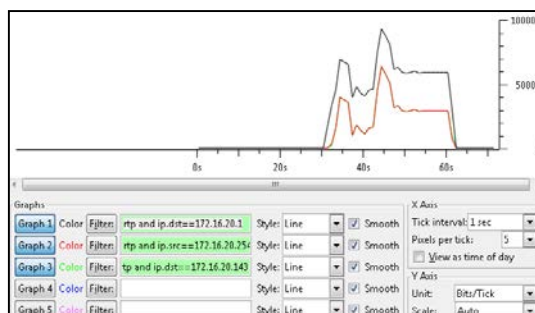 10000
5000
0s 20s 40s 60s
Graphs
Graph 1 Color Filter: rtp and ip.dst==172.16.20.1 Style: Line Smooth
Graph 2 Color Filter: rtp and ip.src==172.16.20.254 Style: Line Smooth
Graph 3 Color Filter: tp and ip.dst==172.16.20.143 Style: Line Smooth
Graph 4 Color Filter: Style: Line Smooth
Graph 5 Color Filter: Style: Line Smooth
X Axis
Tick interval: 1 sec
Pixels per tick: 5
View as time of day
Y Axis
Unit: Bits/Tick
Scale: Auto